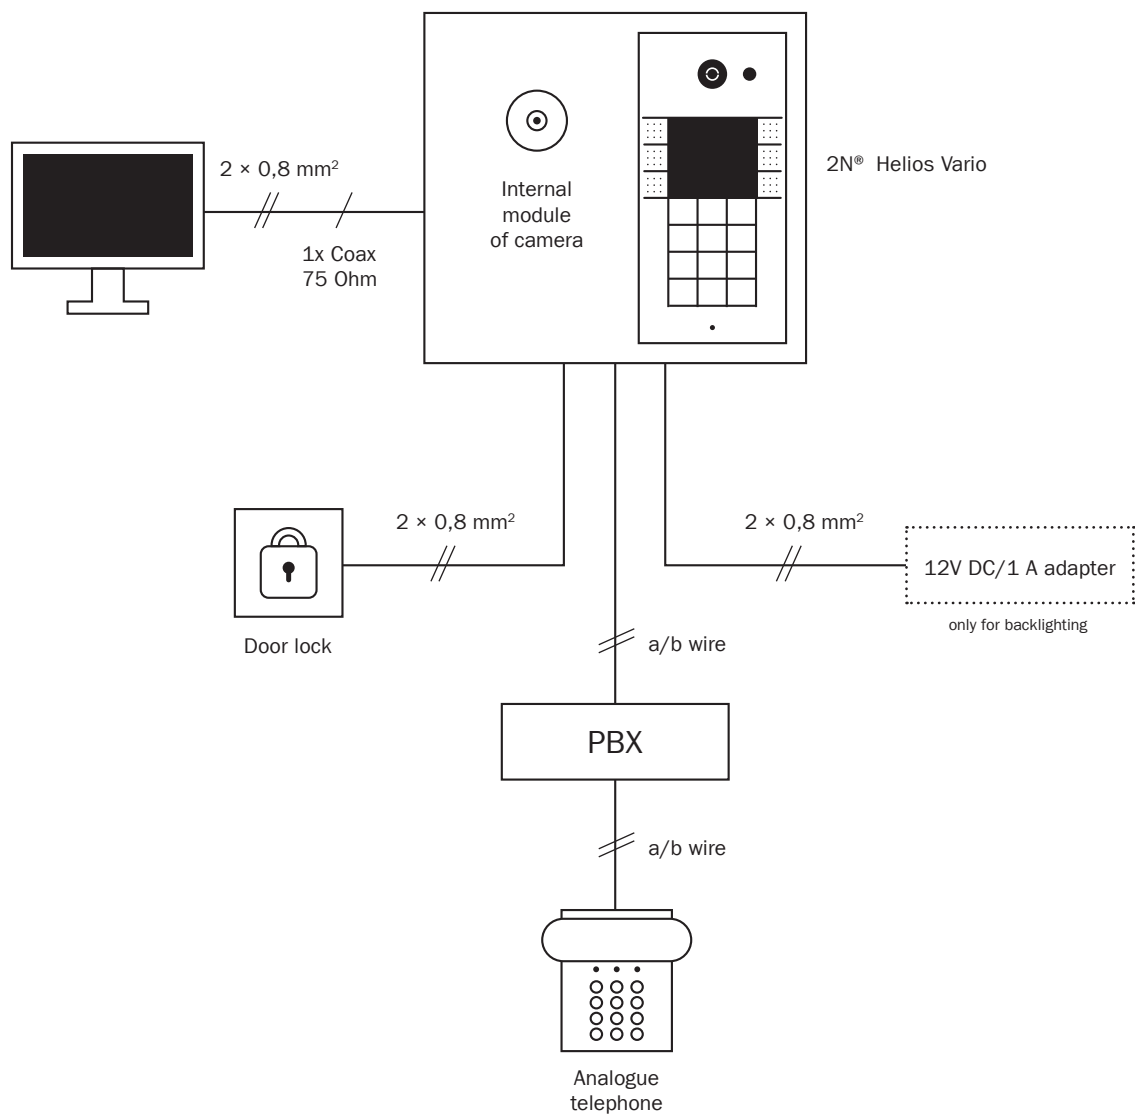 2N® Helios Vario
2 × 0,8 mm²
Internal
module
of camera
1x Coax
75 Ohm
2 × 0,8 mm²
2 × 0,8 mm²
12V DC/1 A adapter
only for backlighting
Door lock
a/b wire
PBX
a/b wire
Analogue
telephone